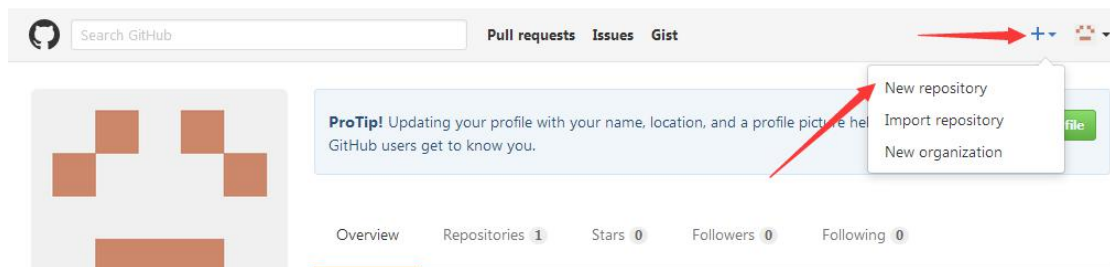 Search GitHub Pull requests Issues Gist
New repository
Import repository
New organization
ProTip! Updating your profile with your name, location, and a profile picture hel file
GitHub users get to know you.
Overview Repositories 1 Stars 0 Followers 0 Following 0